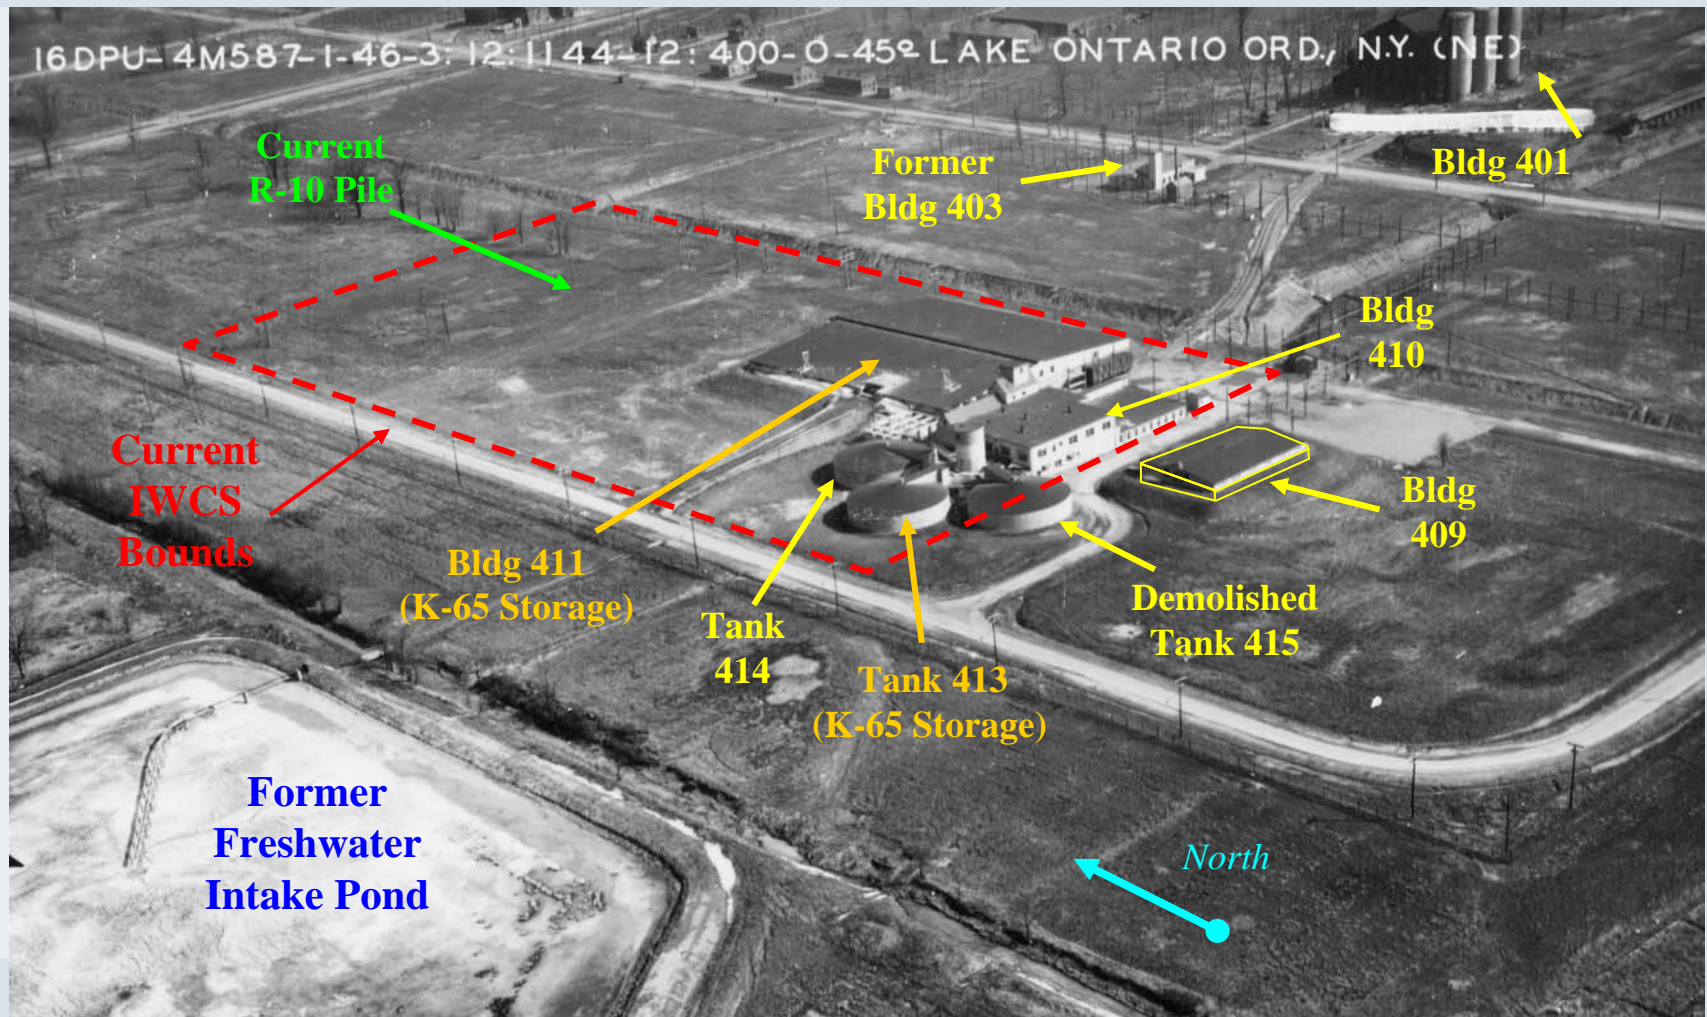 16DPU-4M587-1-46-3:12:1144-12:400-0-45º LAKE ONTARIO ORD., N.Y. (NE)
Current
R-10 Pile
Former
Bldg 403
Bldg 401
Bldg
410
Current
IWCS
Bounds
Bldg 411
(K-65 Storage)
Tank
414
Tank 413
(K-65 Storage)
Demolished
Tank 415
Bldg
409
Former
Freshwater
Intake Pond
North